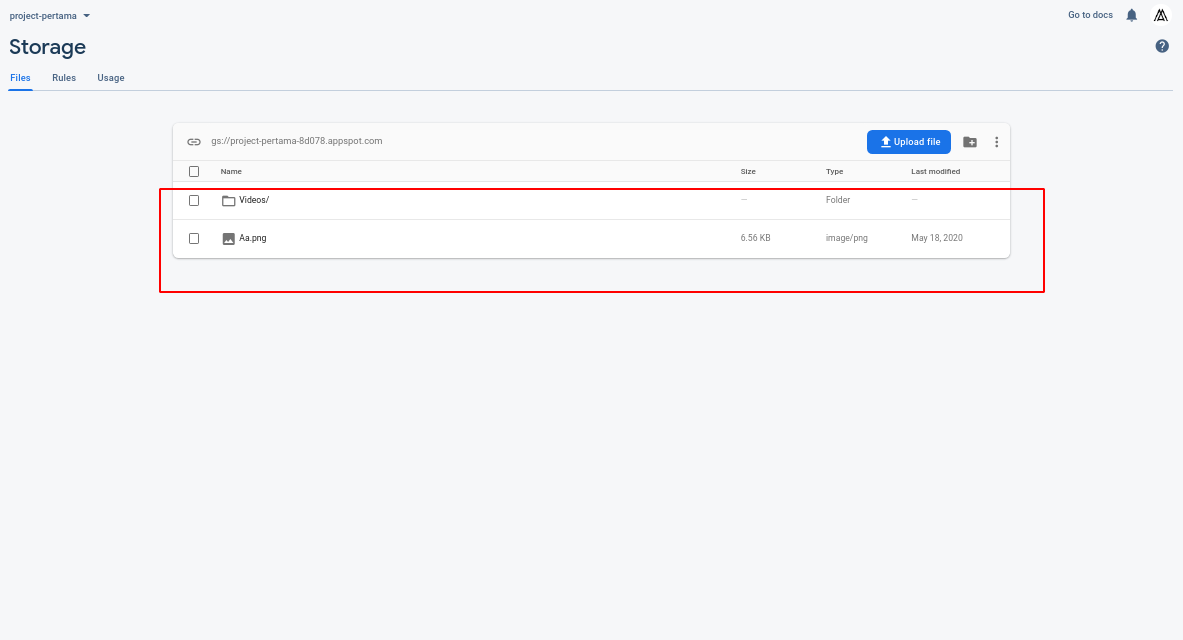 project-pertama
Go to docs
Storage
Files Rules Usage
gs://project-pertama-8d078.appspot.com
Upload file
Name Size Type Last modified
Videos/ — Folder —
Aa.png 6.56 KB image/png May 18, 2020